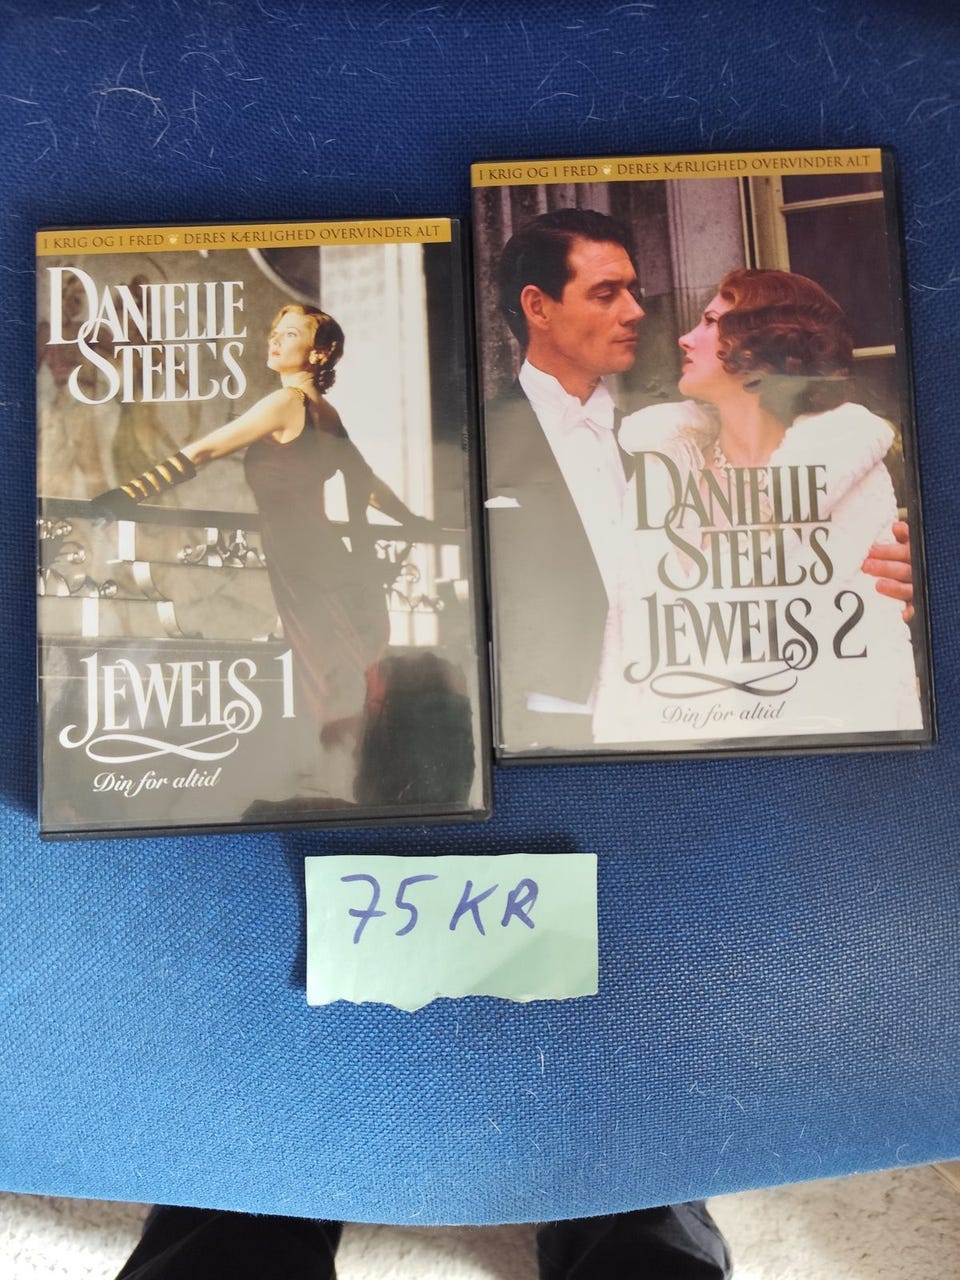 I KRIG OG I FRED DERES KÆRLIGHED OVERVINDER ALT
DANIELLE
STEEL'S
JEWELS 1
Din for altid
I KRIG OG I FRED DERES KÆRLIGHED OVERVINDER ALT
DANIELLE
STEEL'S
JEWELS 2
Din for altid
75 KR